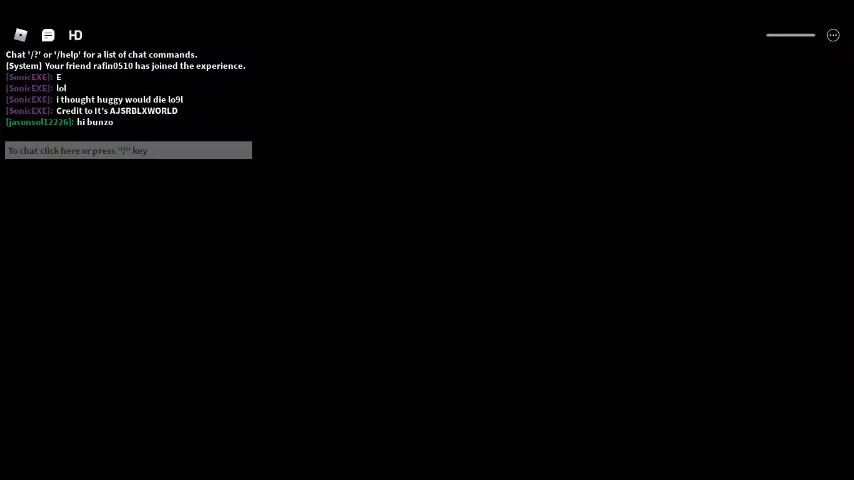 HD
Chat '/?' or '/help' for a list of chat commands.
[System] Your friend rafin0510 has joined the experience.
[SonicEXE]: E
[SonicEXE]: lol
[SonicEXE]: i thought huggy would die lo9l
[SonicEXE]: Credit to It's AJSRBLXWORLD
[jasonsol12226]: hi bunzo
To chat click here or press "/" key